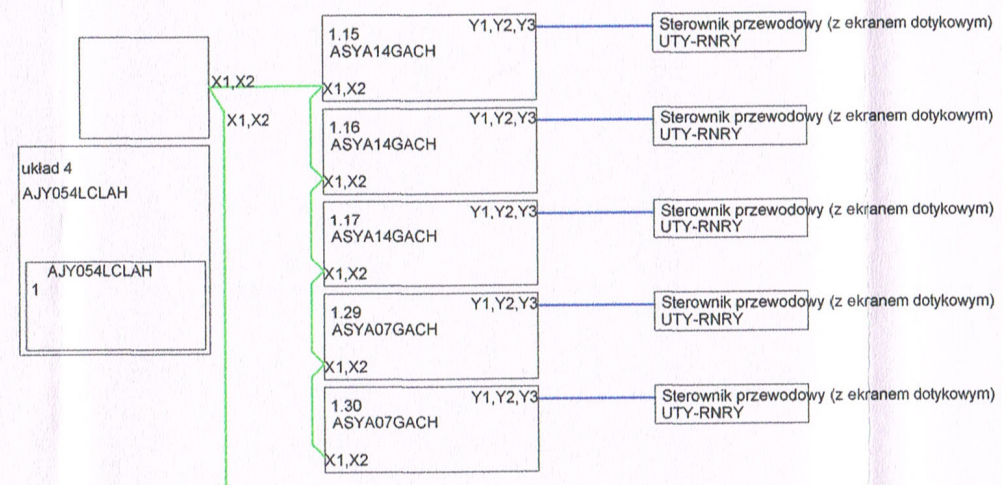 X1,X2
X1,X2
układ 4
AJY054LCLAH
AJY054LCLAH
1
1.15
ASYA14GACH
Y1,Y2,Y3
X1,X2
Sterownik przewodowy (z ekranem dotykowym)
UTY-RNRY
1.16
ASYA14GACH
Y1,Y2,Y3
X1,X2
Sterownik przewodowy (z ekranem dotykowym)
UTY-RNRY
1.17
ASYA14GACH
Y1,Y2,Y3
X1,X2
Sterownik przewodowy (z ekranem dotykowym)
UTY-RNRY
1.29
ASYA07GACH
Y1,Y2,Y3
X1,X2
Sterownik przewodowy (z ekranem dotykowym)
UTY-RNRY
1.30
ASYA07GACH
Y1,Y2,Y3
X1,X2
Sterownik przewodowy (z ekranem dotykowym)
UTY-RNRY